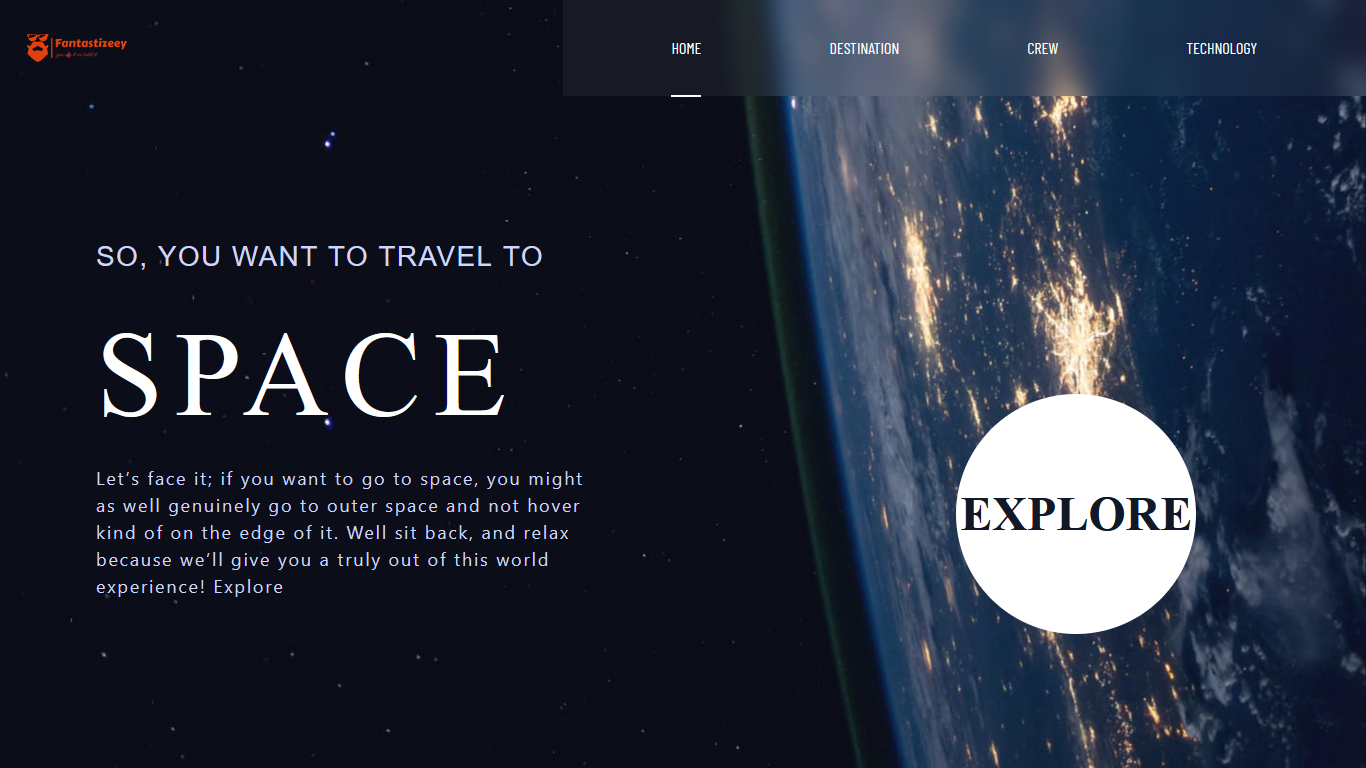 Fantastizeey
HOME
DESTINATION
CREW
TECHNOLOGY
SO, YOU WANT TO TRAVEL TO
SPACE
Let’s face it; if you want to go to space, you might
as well genuinely go to outer space and not hover
kind of on the edge of it. Well sit back, and relax
because we’ll give you a truly out of this world
experience! Explore
EXPLORE